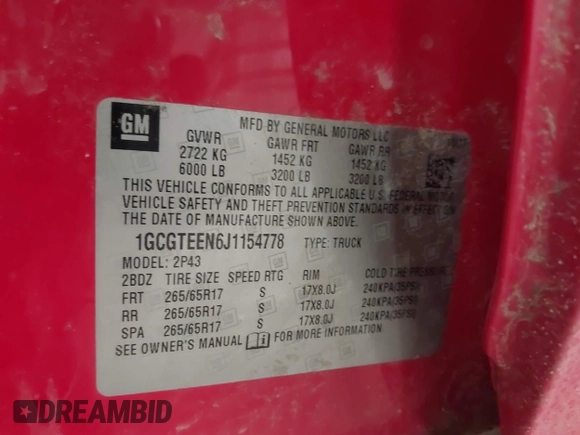 GM
MFD BY GENERAL MOTORS LLC
GVWR GAWR FRT GAWR RR
2722 KG 1452 KG 1452 KG
6000 LB 3200 LB 3200 LB
THIS VEHICLE CONFORMS TO ALL APPLICABLE U.S. FEDERAL MOTOR
VEHICLE SAFETY AND THEFT PREVENTION STANDARDS IN EFFECT ON
THE DATE OF MANUFACTURE SHOWN ABOVE.
1GCGTEEN6J1154778 TYPE: TRUCK
MODEL: 2P43
2BDZ TIRE SIZE SPEED RTG RIM COLD TIRE PRESSURE
FRT 265/65R17 S 17X8.0J 240KPA(35PSI)
RR 265/65R17 S 17X8.0J 240KPA(35PSI)
SPA 265/65R17 S 17X8.0J 240KPA(35PSI)
SEE OWNER'S MANUAL FOR MORE INFORMATION
DREAMBID